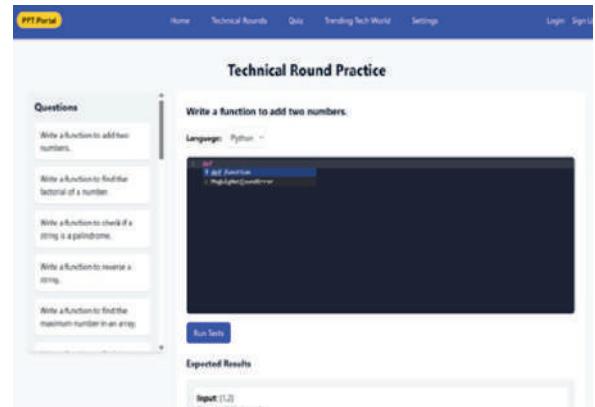 PPT Portal
Home Technical Rounds Quiz Trending Tech World Settings Login Sign U
Technical Round Practice
Questions
Write a function to add two
numbers.
Write a function to find the
factorial of a number.
Write a function to check if a
string is a palindrome.
Write a function to reverse a
string.
Write a function to find the
maximum number in an array.
Write a function to add two numbers.
Language: Python
1 def
def function
Run Tests
Expected Results
Input: [1,2]